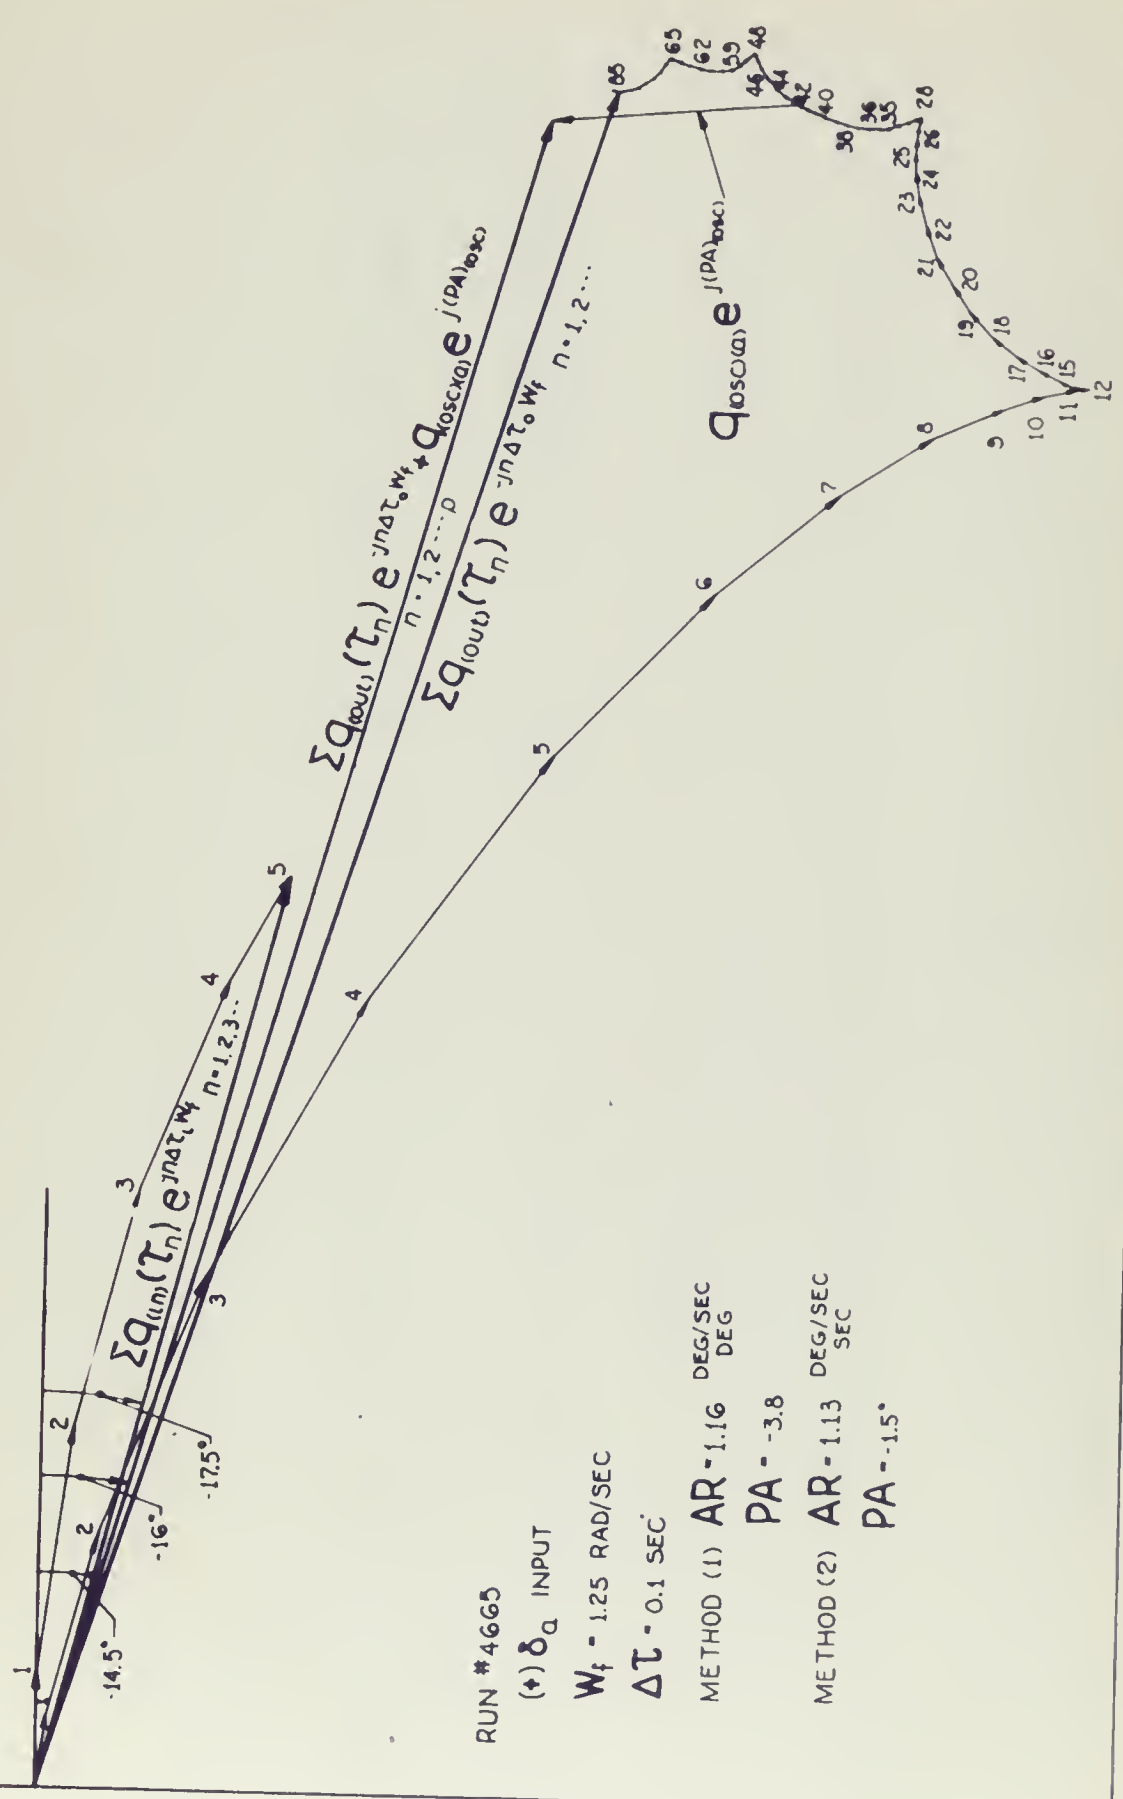 Σq(out)(τn) e^-jnΔτ₀Wf + q(osc)(a) e^j(PA)(osc)
n = 1, 2 ... p
Σq(out)(τn) e^-jnΔτ₀Wf n = 1, 2 ...
Σq(in)(τn) e^jnΔτiWf n = 1, 2, 3 ..
q(osc)(a) e^j(PA)(osc)
1
2
3
4
5
2
3
4
5
6
7
8
9
10
11
12
15
16
17
18
19
20
21
22
23
24
25
26
28
35
36
38
40
42
44
46
48
59
62
65
-14.5°
-16°
-17.5°
RUN #4665
(+) δa INPUT
Wf = 1.25 RAD/SEC
Δτ = 0.1 SEC
METHOD (1) AR = 1.16 DEG/SEC
DEG
PA = -3.8
METHOD (2) AR = 1.13 DEG/SEC
SEC
PA = -1.5°